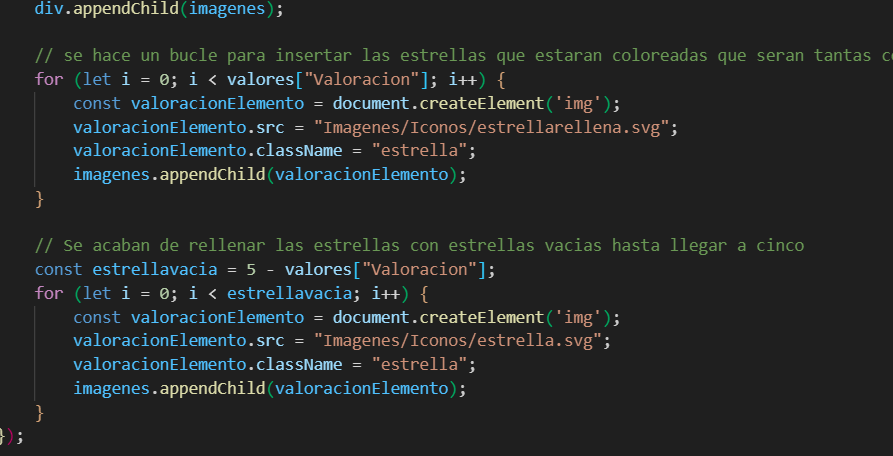 div.appendChild(imagenes);
// se hace un bucle para insertar las estrellas que estaran coloreadas que seran tantas
for (let i = 0; i < valores["Valoracion"]; i++) {
const valoracionElemento = document.createElement('img');
valoracionElemento.src = "Imagenes/Iconos/estrellarellena.svg";
valoracionElemento.className = "estrella";
imagenes.appendChild(valoracionElemento);
}
// Se acaban de rellenar las estrellas con estrellas vacias hasta llegar a cinco
const estrellavacia = 5 - valores["Valoracion"];
for (let i = 0; i < estrellavacia; i++) {
const valoracionElemento = document.createElement('img');
valoracionElemento.src = "Imagenes/Iconos/estrella.svg";
valoracionElemento.className = "estrella";
imagenes.appendChild(valoracionElemento);
}
});